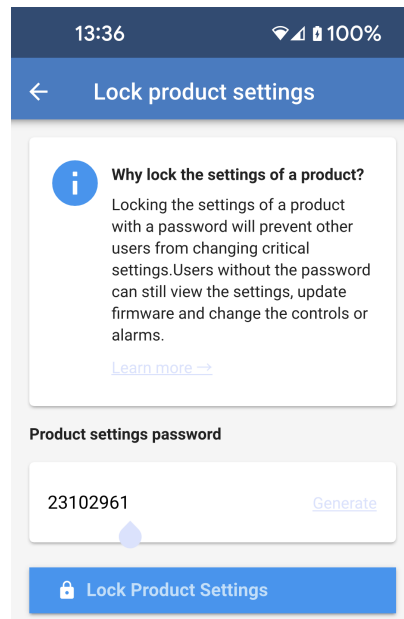 13:36
100%
Lock product settings
Why lock the settings of a product?
Locking the settings of a product
with a password will prevent other
users from changing critical
settings.Users without the password
can still view the settings, update
firmware and change the controls or
alarms.
Learn more →
Product settings password
23102961
Generate
Lock Product Settings